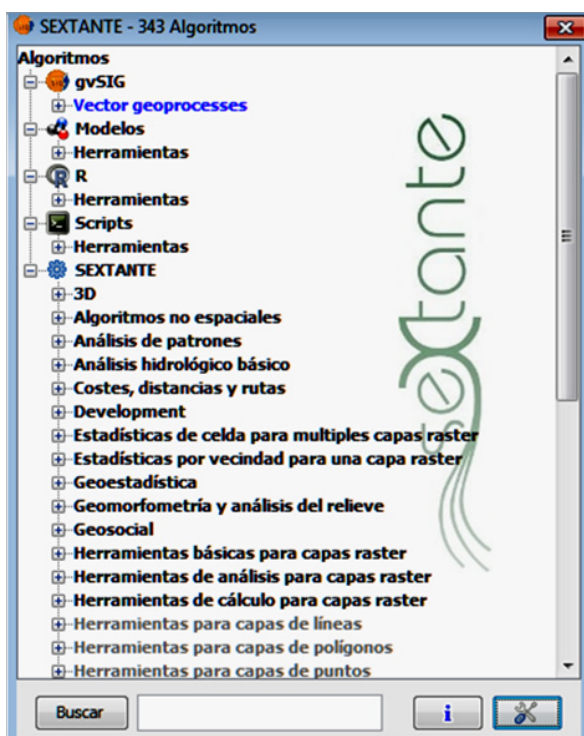 SEXTANTE - 343 Algoritmos
Algoritmos
gvSIG
Vector geoprocesses
Modelos
Herramientas
R
Herramientas
Scripts
Herramientas
SEXTANTE
3D
Algoritmos no espaciales
Análisis de patrones
Análisis hidrológico básico
Costes, distancias y rutas
Development
Estadísticas de celda para multiples capas raster
Estadísticas por vecindad para una capa raster
Geoestadística
Geomorfometría y análisis del relieve
Geosocial
Herramientas básicas para capas raster
Herramientas de análisis para capas raster
Herramientas de cálculo para capas raster
Herramientas para capas de líneas
Herramientas para capas de polígonos
Herramientas para capas de puntos
sextante
Buscar
i